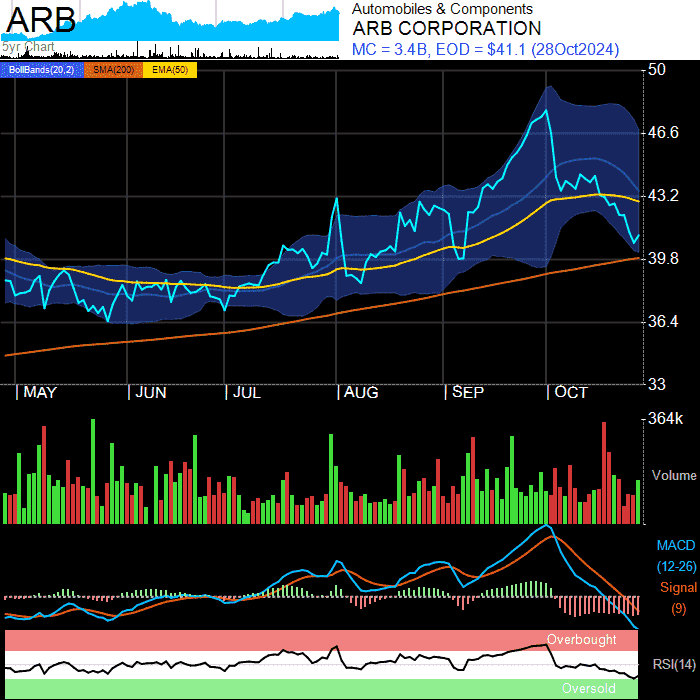 ARB
5yr Chart
Automobiles & Components
ARB CORPORATION
MC = 3.4B, EOD = $41.1 (28Oct2024)
BollBands(20,2) SMA(200) EMA(50)
50
46.6
43.2
39.8
36.4
33
MAY JUN JUL AUG SEP OCT
364k
Volume
MACD
(12-26)
Signal
(9)
Overbought
RSI(14)
Oversold